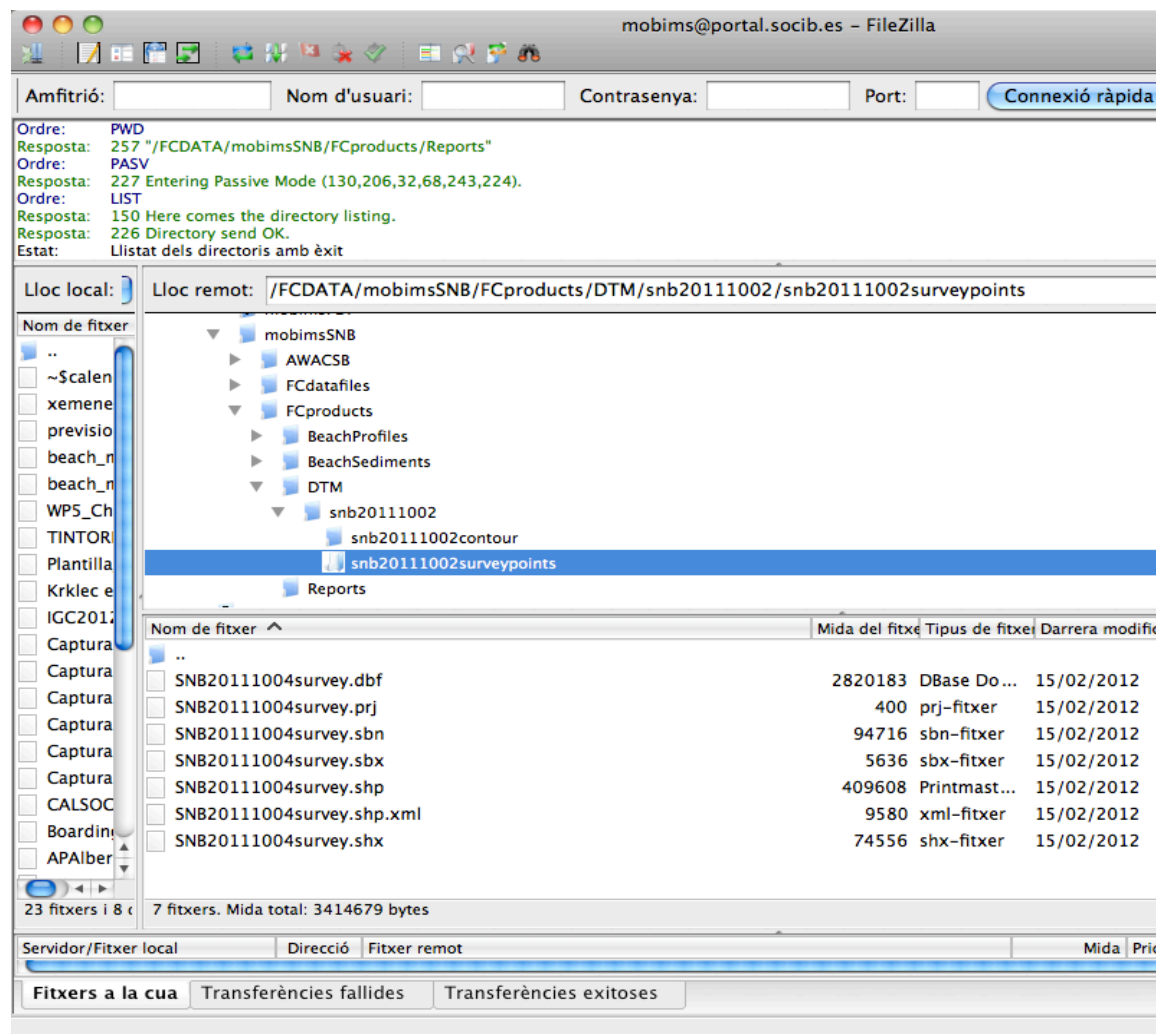 mobims@portal.socib.es – FileZilla
Amfitrió: Nom d'usuari: Contrasenya: Port: Connexió ràpida
Ordre: PWD
Resposta: 257 "/FCDATA/mobimsSNB/FCproducts/Reports"
Ordre: PASV
Resposta: 227 Entering Passive Mode (130,206,32,68,243,224).
Ordre: LIST
Resposta: 150 Here comes the directory listing.
Resposta: 226 Directory send OK.
Estat: Llistat dels directoris amb èxit
Lloc local: Lloc remot: /FCDATA/mobimsSNB/FCproducts/DTM/snb20111002/snb20111002surveypoints
Nom de fitxer
..
~$calen
xemene
previsio
beach_n
beach_n
WP5_Ch
TINTORI
Plantilla
Krklec e
IGC2012
Captura
Captura
Captura
Captura
Captura
Captura
CALSOC
Boarding
APAlber
23 fitxers i 8
mobimsSNB
AWACSB
FCdatafiles
FCproducts
BeachProfiles
BeachSediments
DTM
snb20111002
snb20111002contour
snb20111002surveypoints
Reports
Nom de fitxer Mida del fitxe Tipus de fitxer Darrera modific
..
SNB20111004survey.dbf 2820183 DBase Do... 15/02/2012
SNB20111004survey.prj 400 prj-fitxer 15/02/2012
SNB20111004survey.sbn 94716 sbn-fitxer 15/02/2012
SNB20111004survey.sbx 5636 sbx-fitxer 15/02/2012
SNB20111004survey.shp 409608 Printmast... 15/02/2012
SNB20111004survey.shp.xml 9580 xml-fitxer 15/02/2012
SNB20111004survey.shx 74556 shx-fitxer 15/02/2012
7 fitxers. Mida total: 3414679 bytes
Servidor/Fitxer local Direcció Fitxer remot Mida Pric
Fitxers a la cua Transferències fallides Transferències exitoses